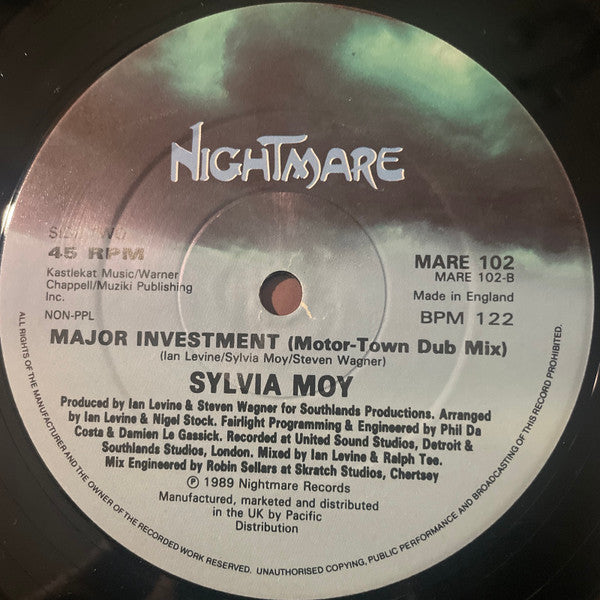 NIGHTMARE
SIDE TWO
45 RPM
Kastlekat Music/Warner
Chappell/Muziki Publishing
Inc.
NON-PPL
MARE 102
MARE 102-B
Made in England
BPM 122
MAJOR INVESTMENT (Motor-Town Dub Mix)
(Ian Levine/Sylvia Moy/Steven Wagner)
SYLVIA MOY
Produced by Ian Levine & Steven Wagner for Southlands Productions. Arranged
by Ian Levine & Nigel Stock. Fairlight Programming & Engineered by Phil Da
Costa & Damien Le Gassick. Recorded at United Sound Studios, Detroit &
Southlands Studios, London. Mixed by Ian Levine & Ralph Tee.
Mix Engineered by Robin Sellars at Skratch Studios, Chertsey
Ⓟ 1989 Nightmare Records
Manufactured, marketed and distributed
in the UK by Pacific
Distribution
ALL RIGHTS OF THE MANUFACTURER AND THE OWNER OF THE RECORDED WORK RESERVED. UNAUTHORISED COPYING, PUBLIC PERFORMANCE AND BROADCASTING OF THIS RECORD PROHIBITED.